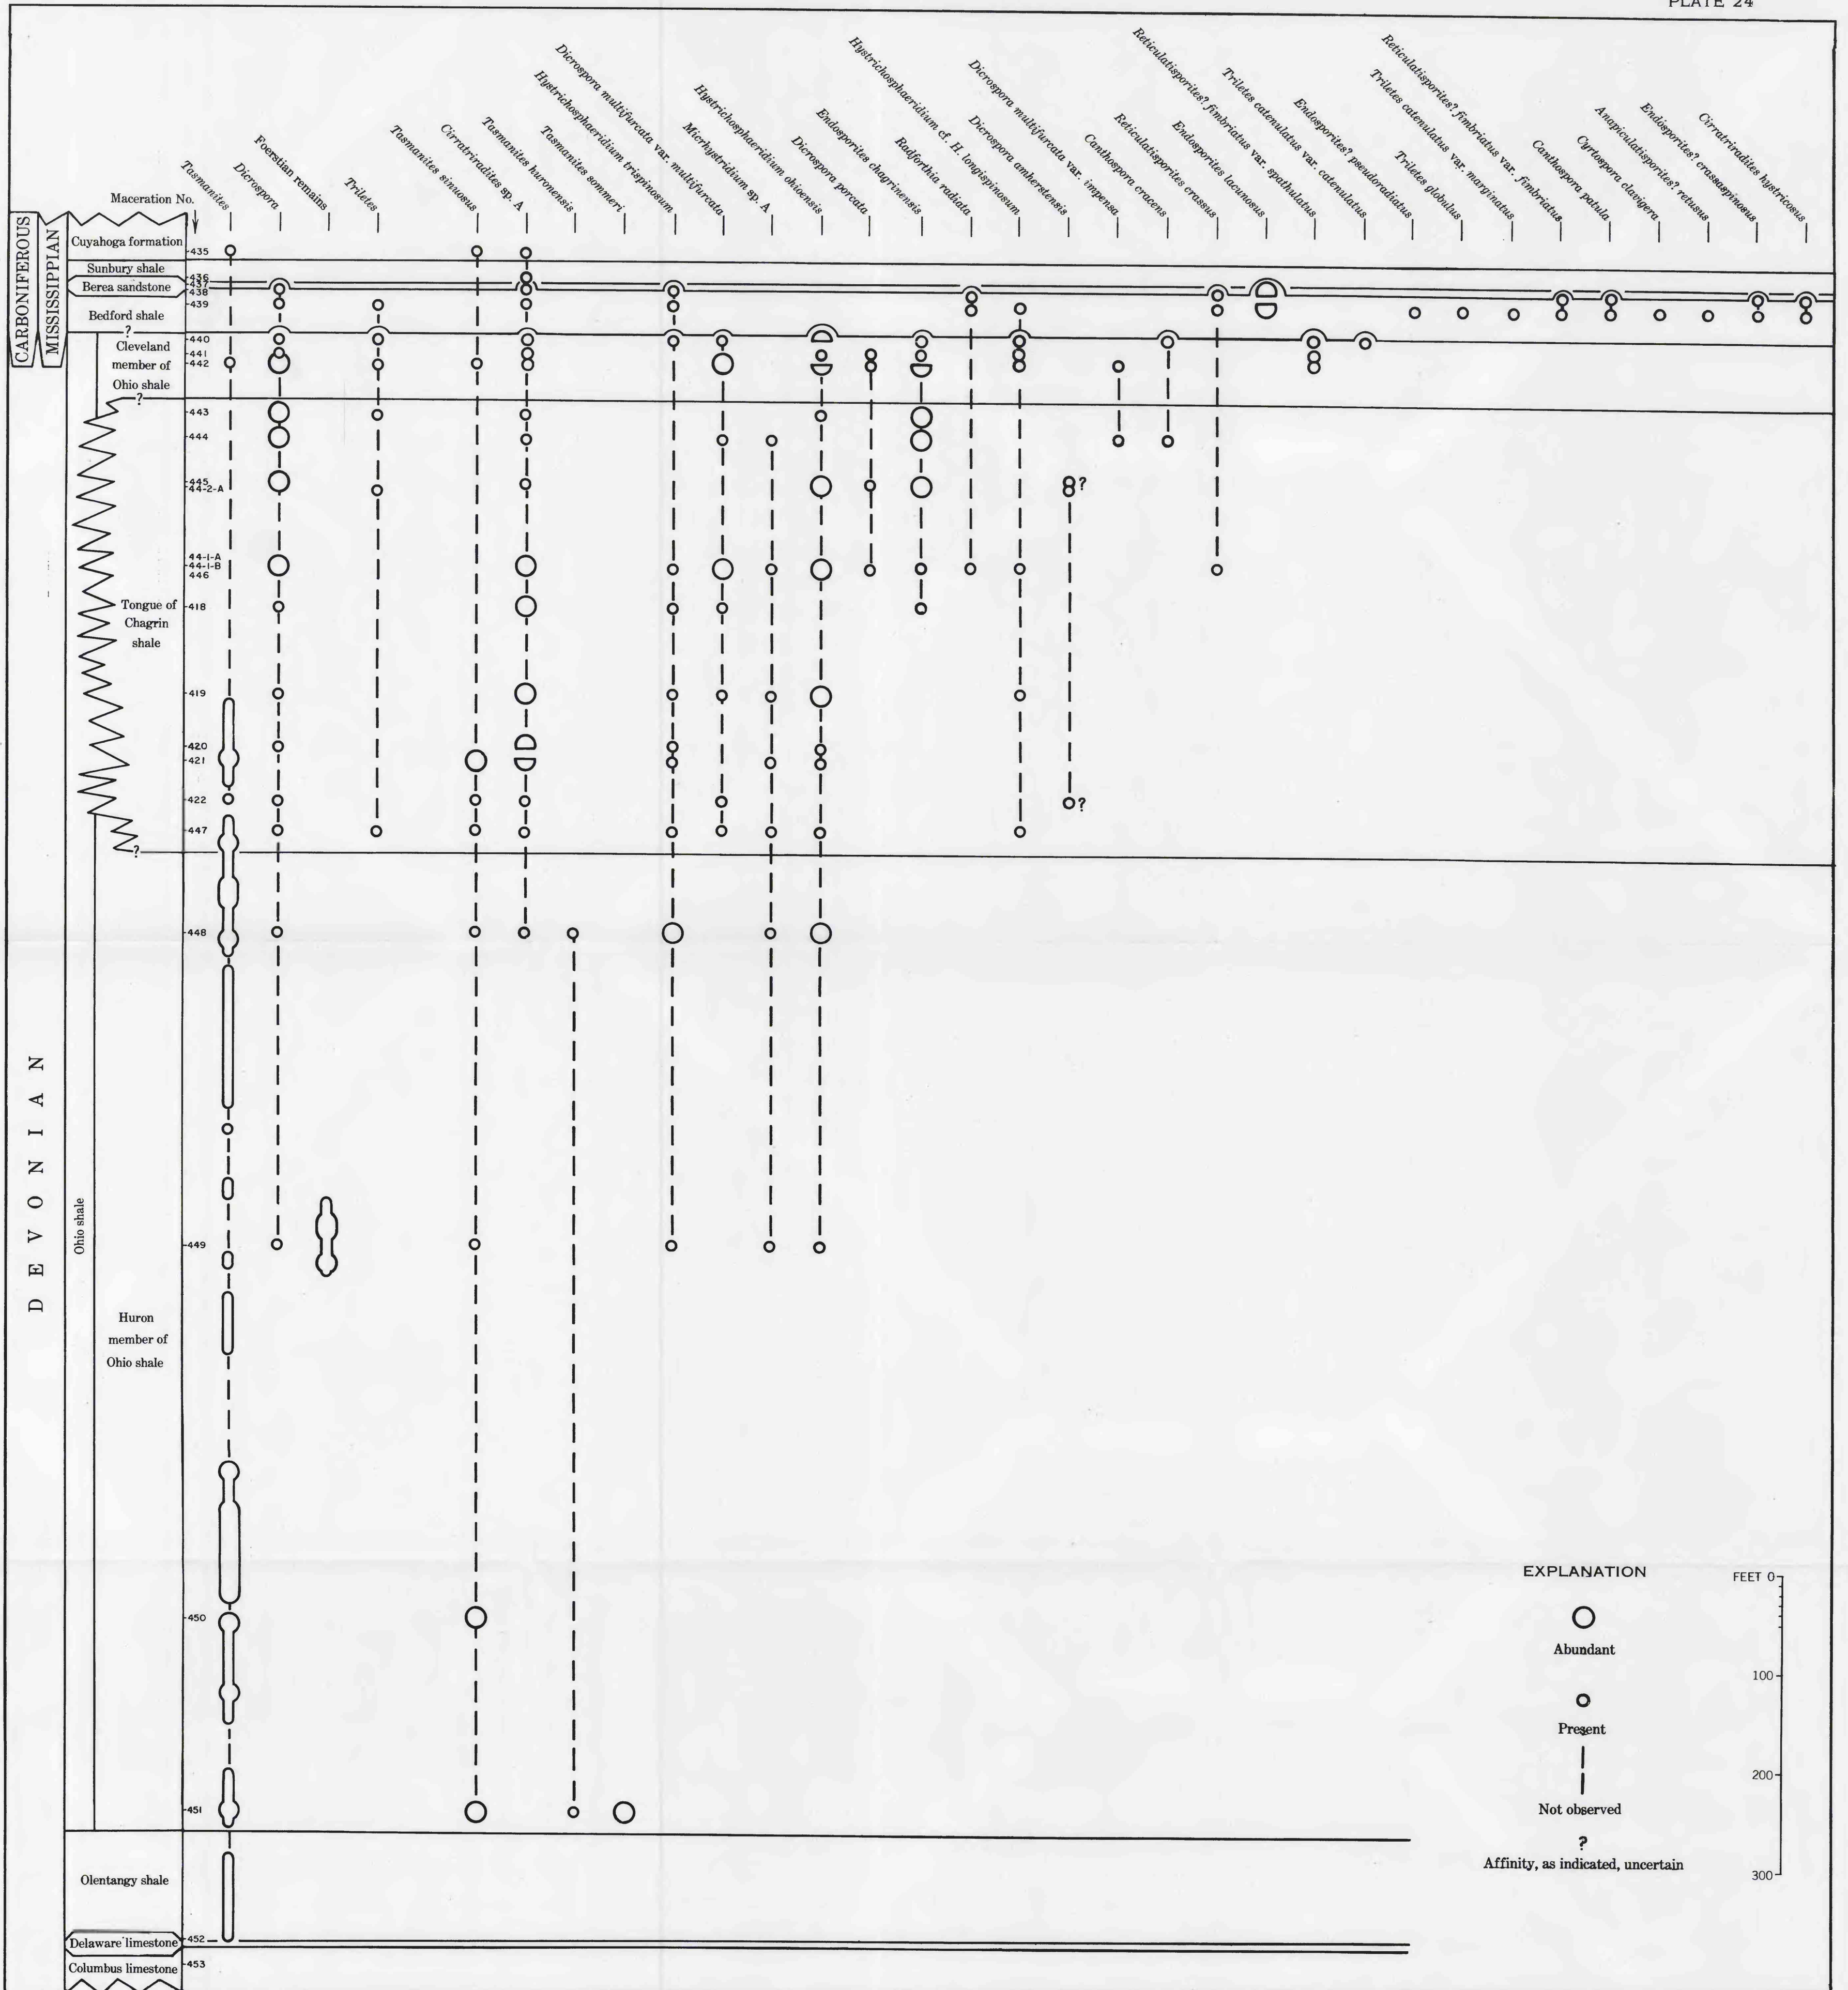 PLATE 24
Tasmanites
Dicrospora
Foerstian remains
Triletes
Tasmanites sinuosus
Cirratriradites sp. A
Tasmanites huronensis
Tasmanites sommeri
Hystrichosphaeridium trispinosum
Dicrospora multifurcata var. multifurcata
Micrhystridium sp. A
Hystrichosphaeridium ohioensis
Dicrospora porcata
Endosporites chagrinensis
Radforthia radiata
Hystrichosphaeridium cf. H. longispinosum
Dicrospora amherstensis
Dicrospora multifurcata var. impensa
Canthospora cracens
Reticulatisporites crassus
Endosporites lacunosus
Reticulatisporites? fimbriatus var. spathulatus
Triletes catenulatus var. catenulatus
Endosporites? pseudoradiatus
Triletes globulus
Triletes catenulatus var. marginatus
Reticulatisporites? fimbriatus var. fimbriatus
Canthospora patula
Cyrtospora clavigera
Anapiculatisporites? retusus
Endosporites? crassaspinosus
Cirratriradites hystricosus
Maceration No.
CARBONIFEROUS
MISSISSIPPIAN
Cuyahoga formation
435
Sunbury shale
436
437
Berea sandstone
438
439
Bedford shale
?
440
Cleveland
441
member of
442
Ohio shale
?
443
444
445
44-2-A
?
44-1-A
44-1-B
446
Tongue of
418
Chagrin
shale
419
420
421
422
?
447
?
448
DEVONIAN
Ohio shale
449
Huron
member of
Ohio shale
450
451
Olentangy shale
Delaware limestone
452
Columbus limestone
453
EXPLANATION
Abundant
Present
Not observed
?
Affinity, as indicated, uncertain
FEET 0
100
200
300